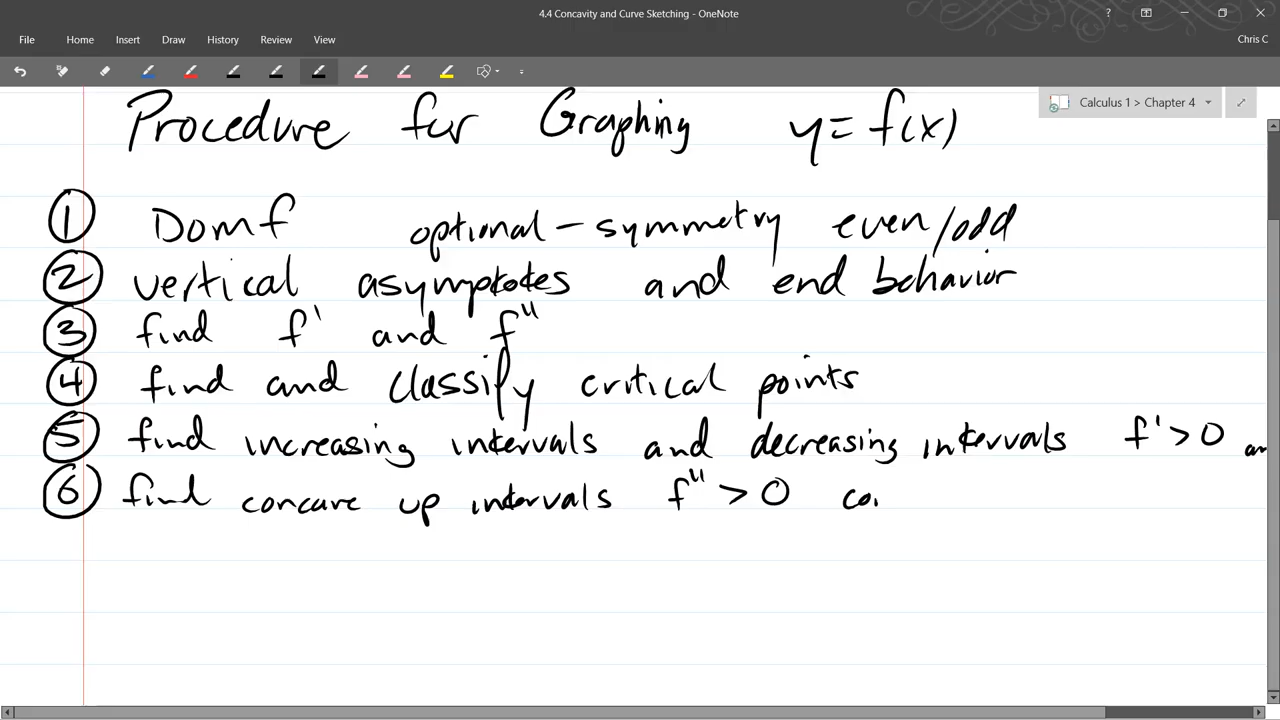 4.4 Concavity and Curve Sketching - OneNote
File Home Insert Draw History Review View
Chris C
Calculus 1 > Chapter 4
Procedure for Graphing y=f(x)
① Dom f optional - symmetry even/odd
② vertical asymptotes and end behavior
③ find f' and f"
④ find and classify critical points
⑤ find increasing intervals and decreasing intervals f' > 0 an
⑥ find concave up intervals f" > 0 co